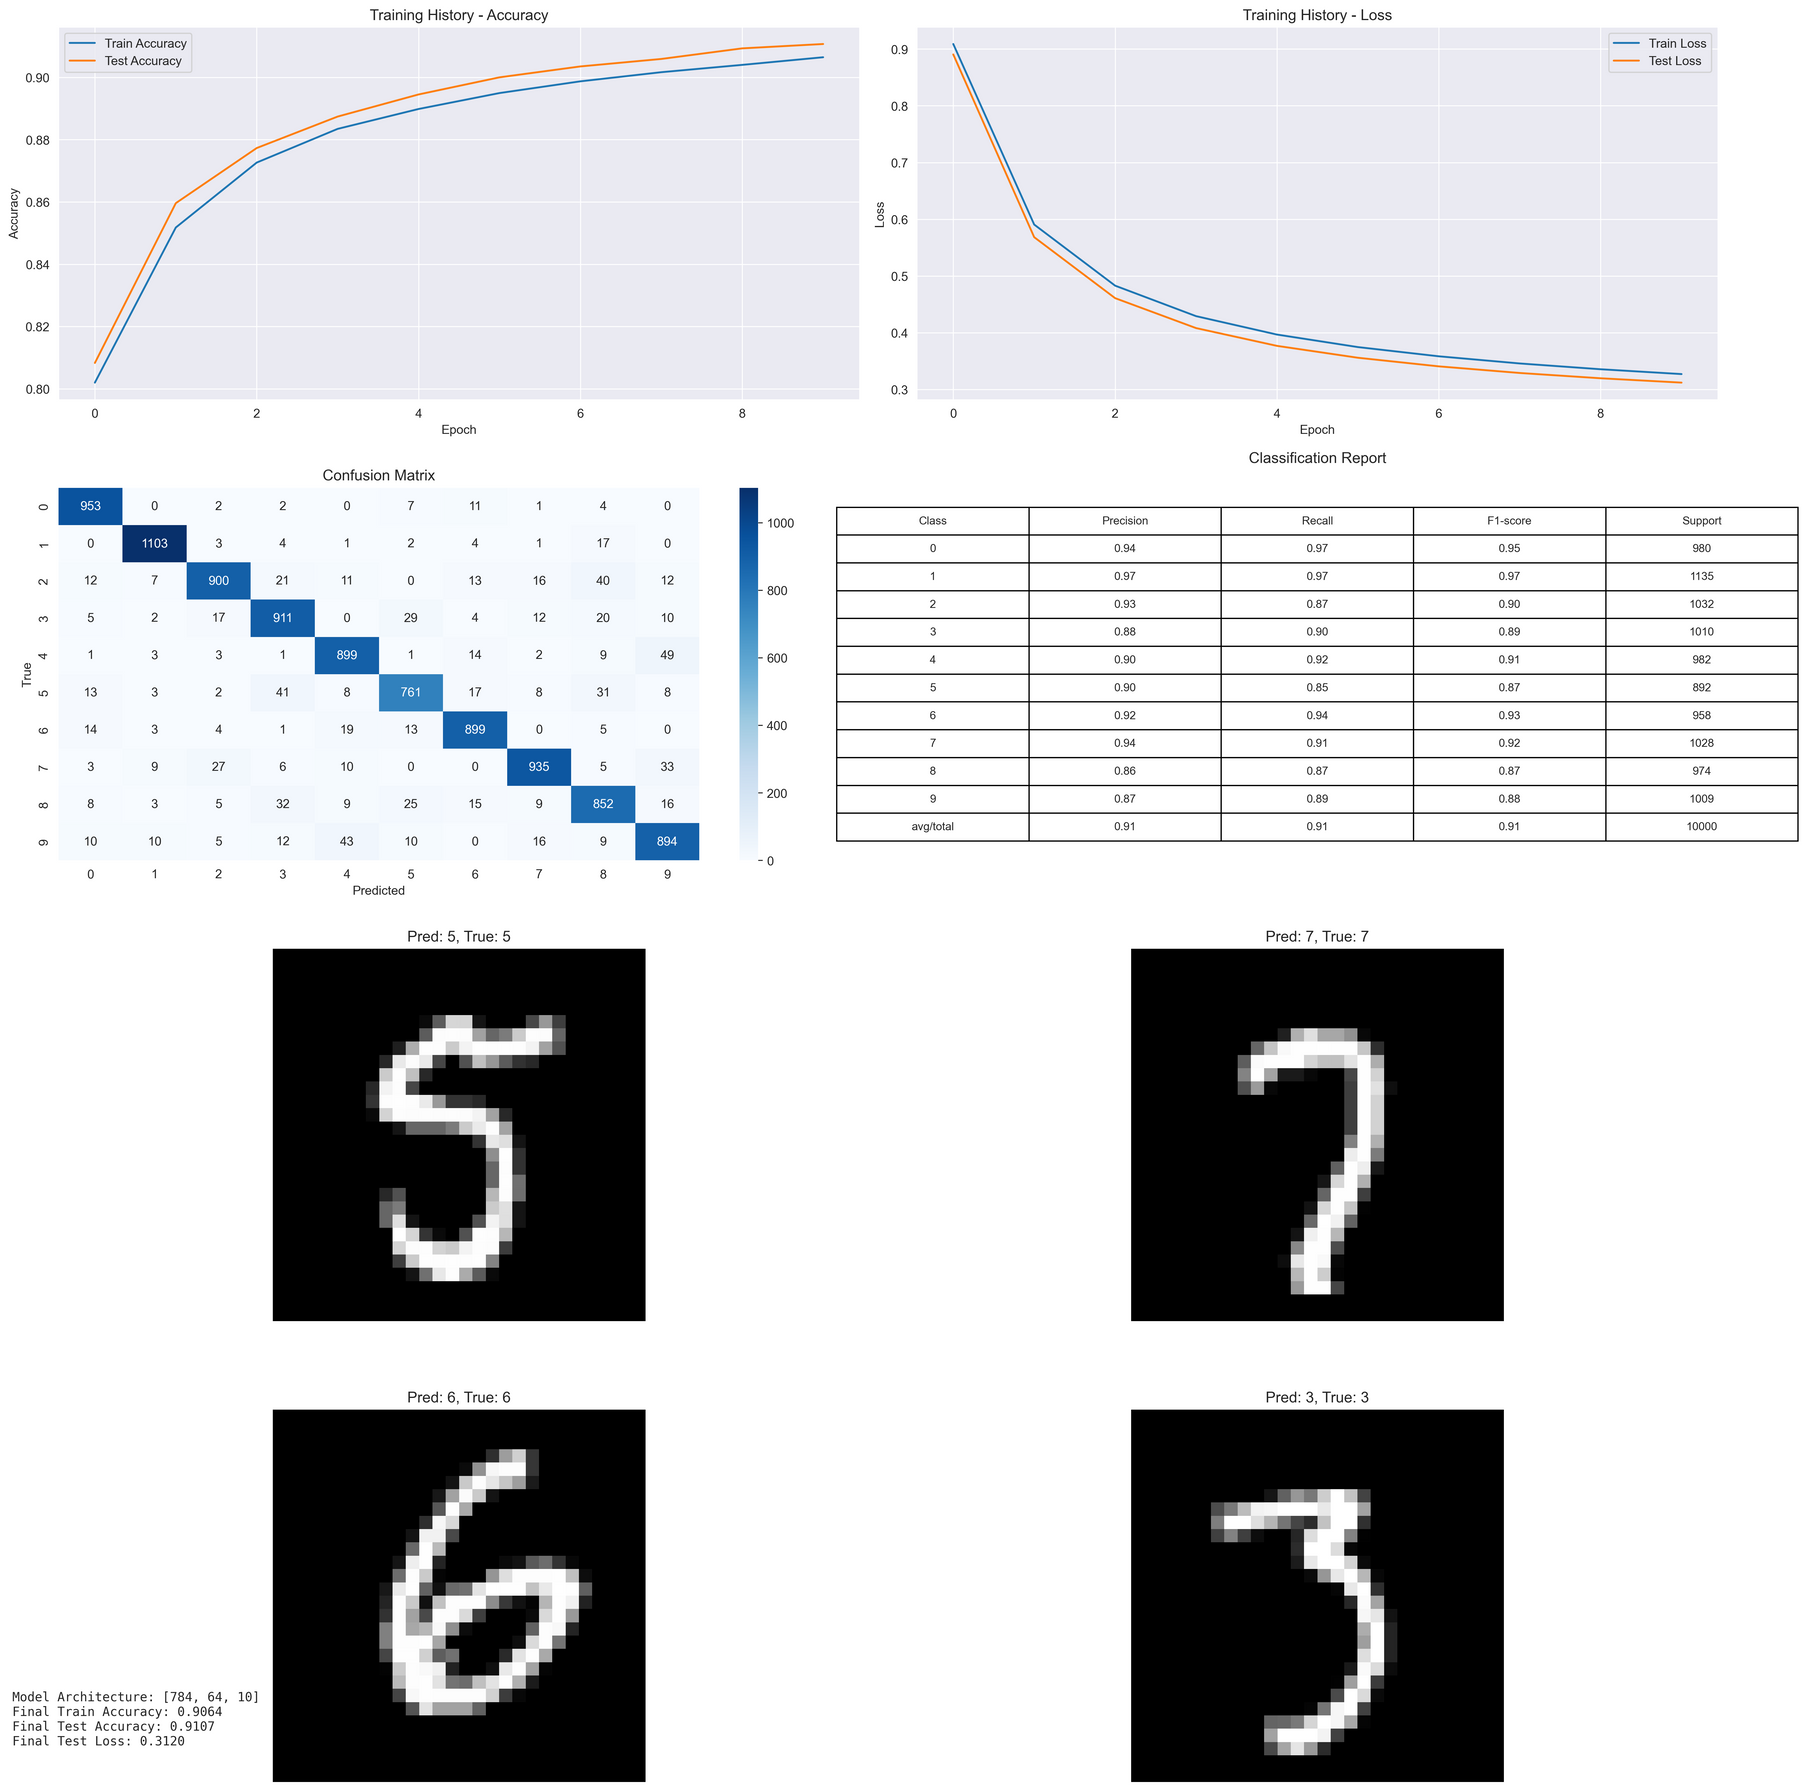 Training History - Accuracy
Train Accuracy
Test Accuracy
0.90
0.88
0.86
0.84
0.82
0.80
Accuracy
0 2 4 6 8
Epoch
Training History - Loss
Train Loss
Test Loss
0.9
0.8
0.7
0.6
0.5
0.4
0.3
Loss
0 2 4 6 8
Epoch
Confusion Matrix
True
0 953 0 2 2 0 7 11 1 4 0
1 0 1103 3 4 1 2 4 1 17 0
2 12 7 900 21 11 0 13 16 40 12
3 5 2 17 911 0 29 4 12 20 10
4 1 3 3 1 899 1 14 2 9 49
5 13 3 2 41 8 761 17 8 31 8
6 14 3 4 1 19 13 899 0 5 0
7 3 9 27 6 10 0 0 935 5 33
8 8 3 5 32 9 25 15 9 852 16
9 10 10 5 12 43 10 0 16 9 894
0 1 2 3 4 5 6 7 8 9
Predicted
1000
800
600
400
200
0
Classification Report
Class Precision Recall F1-score Support
0 0.94 0.97 0.95 980
1 0.97 0.97 0.97 1135
2 0.93 0.87 0.90 1032
3 0.88 0.90 0.89 1010
4 0.90 0.92 0.91 982
5 0.90 0.85 0.87 892
6 0.92 0.94 0.93 958
7 0.94 0.91 0.92 1028
8 0.86 0.87 0.87 974
9 0.87 0.89 0.88 1009
avg/total 0.91 0.91 0.91 10000
Pred: 5, True: 5
5
Pred: 7, True: 7
7
Pred: 6, True: 6
6
Pred: 3, True: 3
3
Model Architecture: [784, 64, 10]
Final Train Accuracy: 0.9064
Final Test Accuracy: 0.9107
Final Test Loss: 0.3120